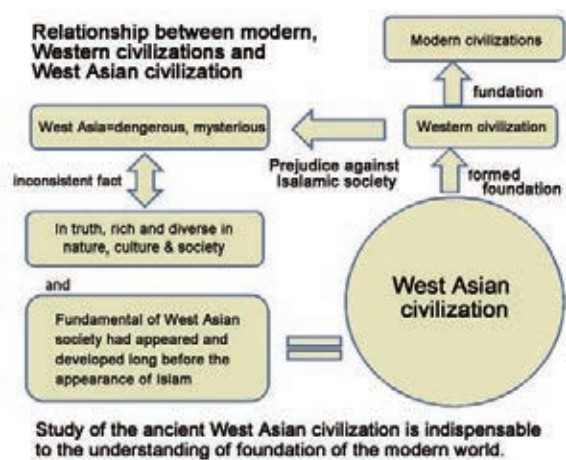 Relationship between modern,
Western civilizations and
West Asian civilization
Modern civilizations
fundation
West Asia=dengerous, mysterious
Western civilization
Prejudice against
Isalamic society
formed
foundation
inconsistent fact
In truth, rich and diverse in
nature, culture & society
and
Fundamental of West Asian
society had appeared and
developed long before the
appearance of Islam
West Asian
civilization
Study of the ancient West Asian civilization is indispensable
to the understanding of foundation of the modern world.